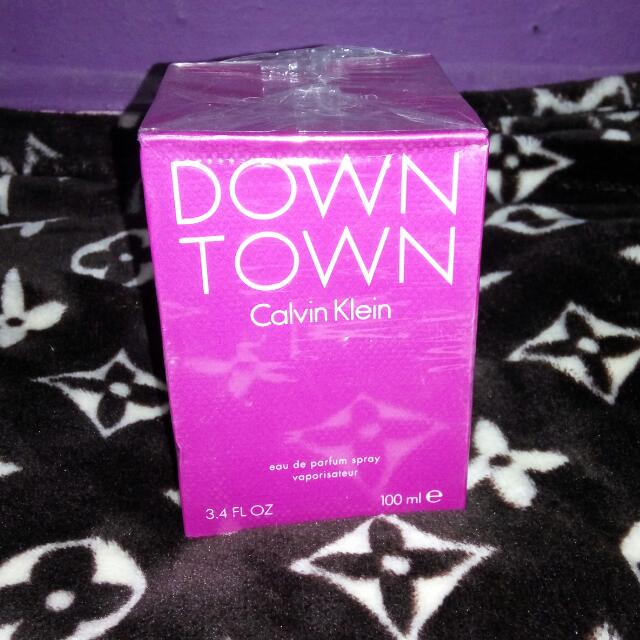 DOWN
TOWN
Calvin Klein
eau de parfum spray
vaporisateur
3.4 FL OZ 100 ml ℮